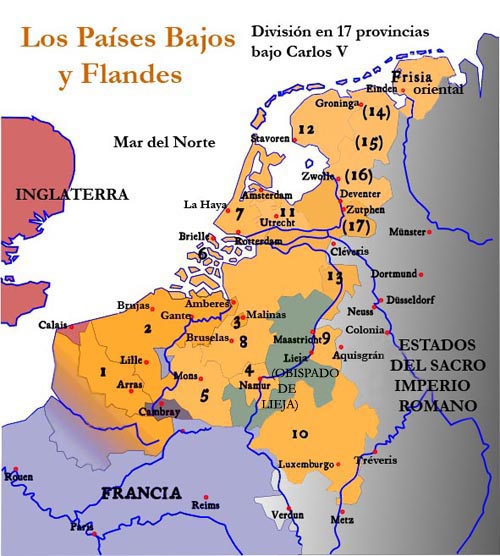 Los Países Bajos
y Flandes
División en 17 provincias
bajo Carlos V
Frisia
oriental
Emden
Groninga
(14)
12
Stavoren
(15)
Mar del Norte
Zwolle
(16)
INGLATERRA
Amsterdam
Deventer
La Haya
7
11
Utrecht
Zutphen
(17)
Brielle
Rotterdam
Münster
6
Cléveris
13
Dortmund
Amberes
Düsseldorf
Brujas
Gante
3
Malinas
Neuss
Calais
2
Colonia
Bruselas
8
Maastricht
9
ESTADOS
DEL SACRO
IMPERIO
ROMANO
Lille
Lieja
Aquisgrán
1
4
(OBISPADO
DE
LIEJA)
Arras
Mons
5
Namur
Cambray
10
Luxemburgo
Tréveris
Rouen
FRANCIA
Reims
Verdun
Metz
París